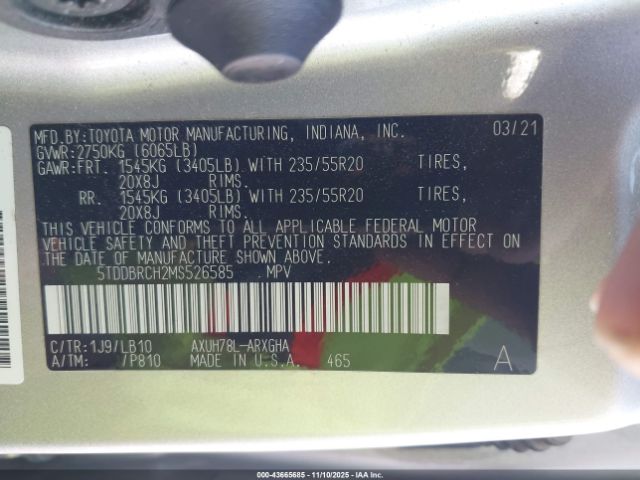 MFD.BY:TOYOTA MOTOR MANUFACTURING, INDIANA, INC. 03/21
GVWR:2750KG (6065LB)
GAWR:FRT. 1545KG (3405LB) WITH 235/55R20 TIRES,
20X8J RIMS.
RR. 1545KG (3405LB) WITH 235/55R20 TIRES,
20X8J RIMS.
THIS VEHICLE CONFORMS TO ALL APPLICABLE FEDERAL MOTOR
VEHICLE SAFETY AND THEFT PREVENTION STANDARDS IN EFFECT ON
THE DATE OF MANUFACTURE SHOWN ABOVE.
5TDDBRCH2MS526585 MPV
C/TR:1J9/LB10 AXUH78L-ARXGHA
A/TM: /P810 MADE IN U.S.A. 465 A
000-43665685 - 11/10/2025 - IAA Inc.